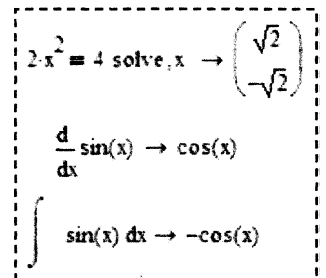 2·x² = 4 solve,x → (√2 -√2)
d/dx sin(x) → cos(x)
∫ sin(x) dx → -cos(x)